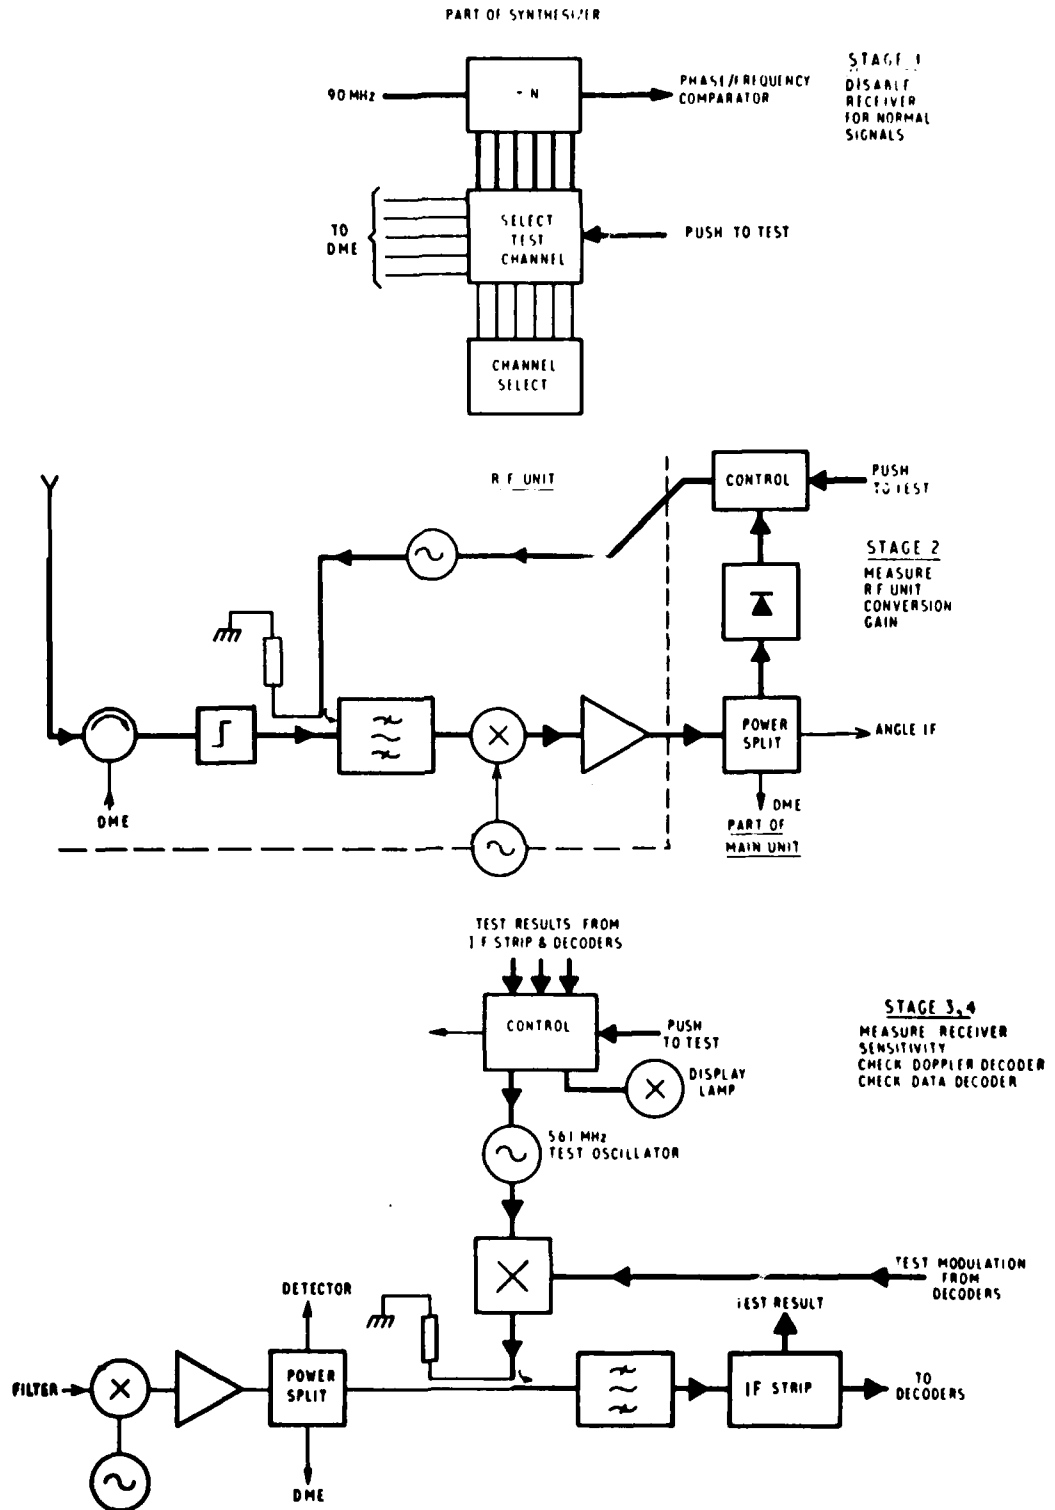 PART OF SYNTHESIZER
STAGE 1
DISABLE
RECEIVER
FOR NORMAL
SIGNALS
90 MHz
÷ N
PHASE/FREQUENCY
COMPARATOR
TO
DME
SELECT
TEST
CHANNEL
PUSH TO TEST
CHANNEL
SELECT
R F UNIT
CONTROL
PUSH
TO TEST
STAGE 2
MEASURE
R F UNIT
CONVERSION
GAIN
POWER
SPLIT
ANGLE IF
DME
DME
PART OF
MAIN UNIT
TEST RESULTS FROM
I F STRIP & DECODERS
CONTROL
PUSH
TO TEST
DISPLAY
LAMP
STAGE 3,4
MEASURE RECEIVER
SENSITIVITY
CHECK DOPPLER DECODER
CHECK DATA DECODER
561 MHz
TEST OSCILLATOR
TEST MODULATION
FROM
DECODERS
DETECTOR
TEST RESULT
FILTER
POWER
SPLIT
IF STRIP
TO
DECODERS
DME